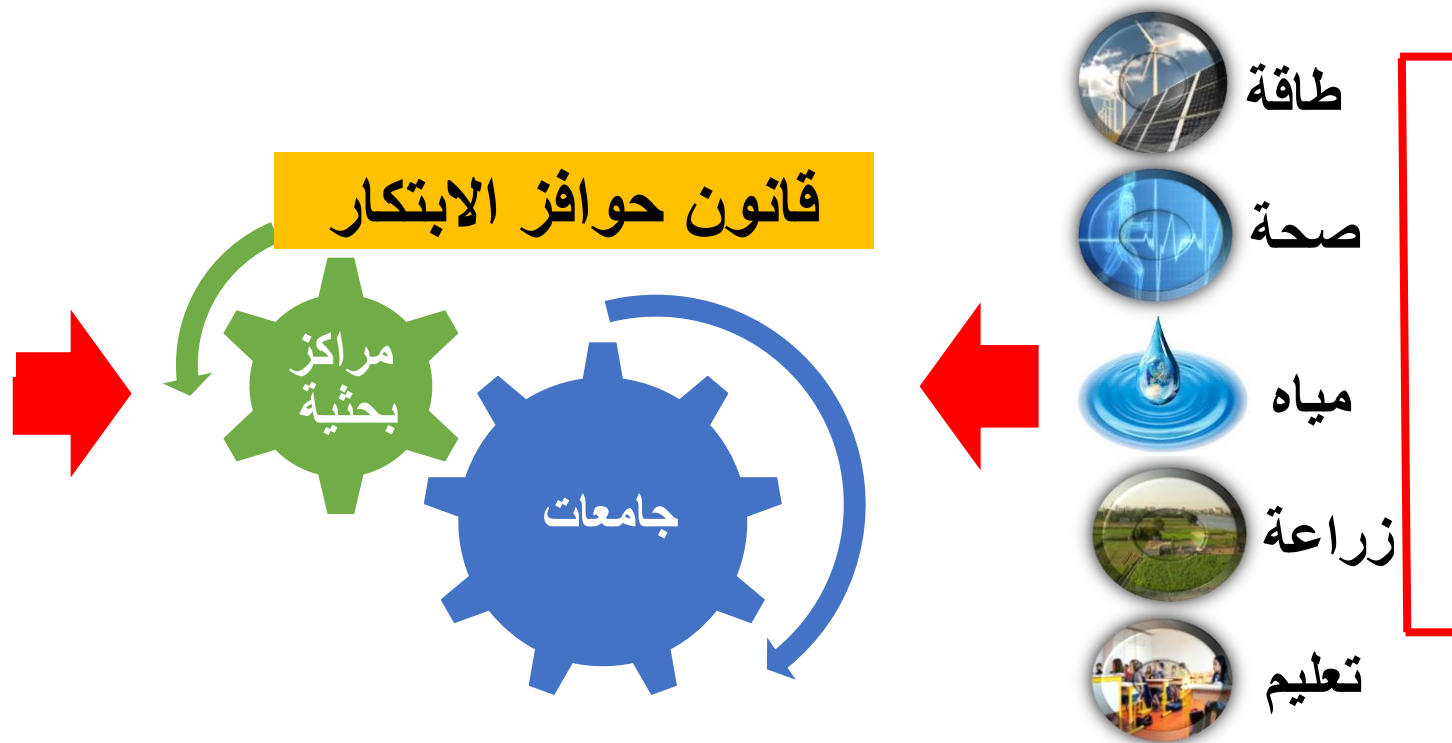 قانون حوافز الابتكار
طاقة
صحة
مياه
زراعة
تعليم
جامعات
مراكز
بحثية